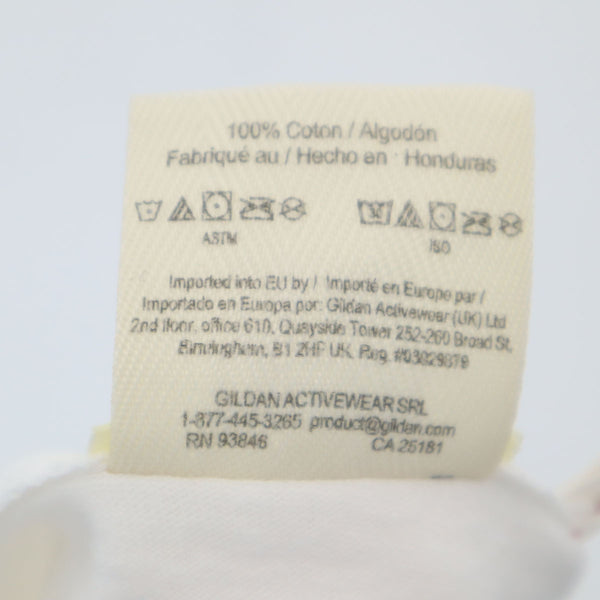 100% Coton / Algodón
Fabriqué au / Hecho en : Honduras
ASTM
ISO
Imported into EU by / Importé en Europe par /
Importado en Europa por: Gildan Activewear (UK) Ltd
2nd floor, office 610, Quayside Tower 252-260 Broad St,
Birmingham, B1 2HF UK, Reg. #03629879
GILDAN ACTIVEWEAR SRL
1-877-445-3265 product@gildan.com
RN 93846 CA 25181